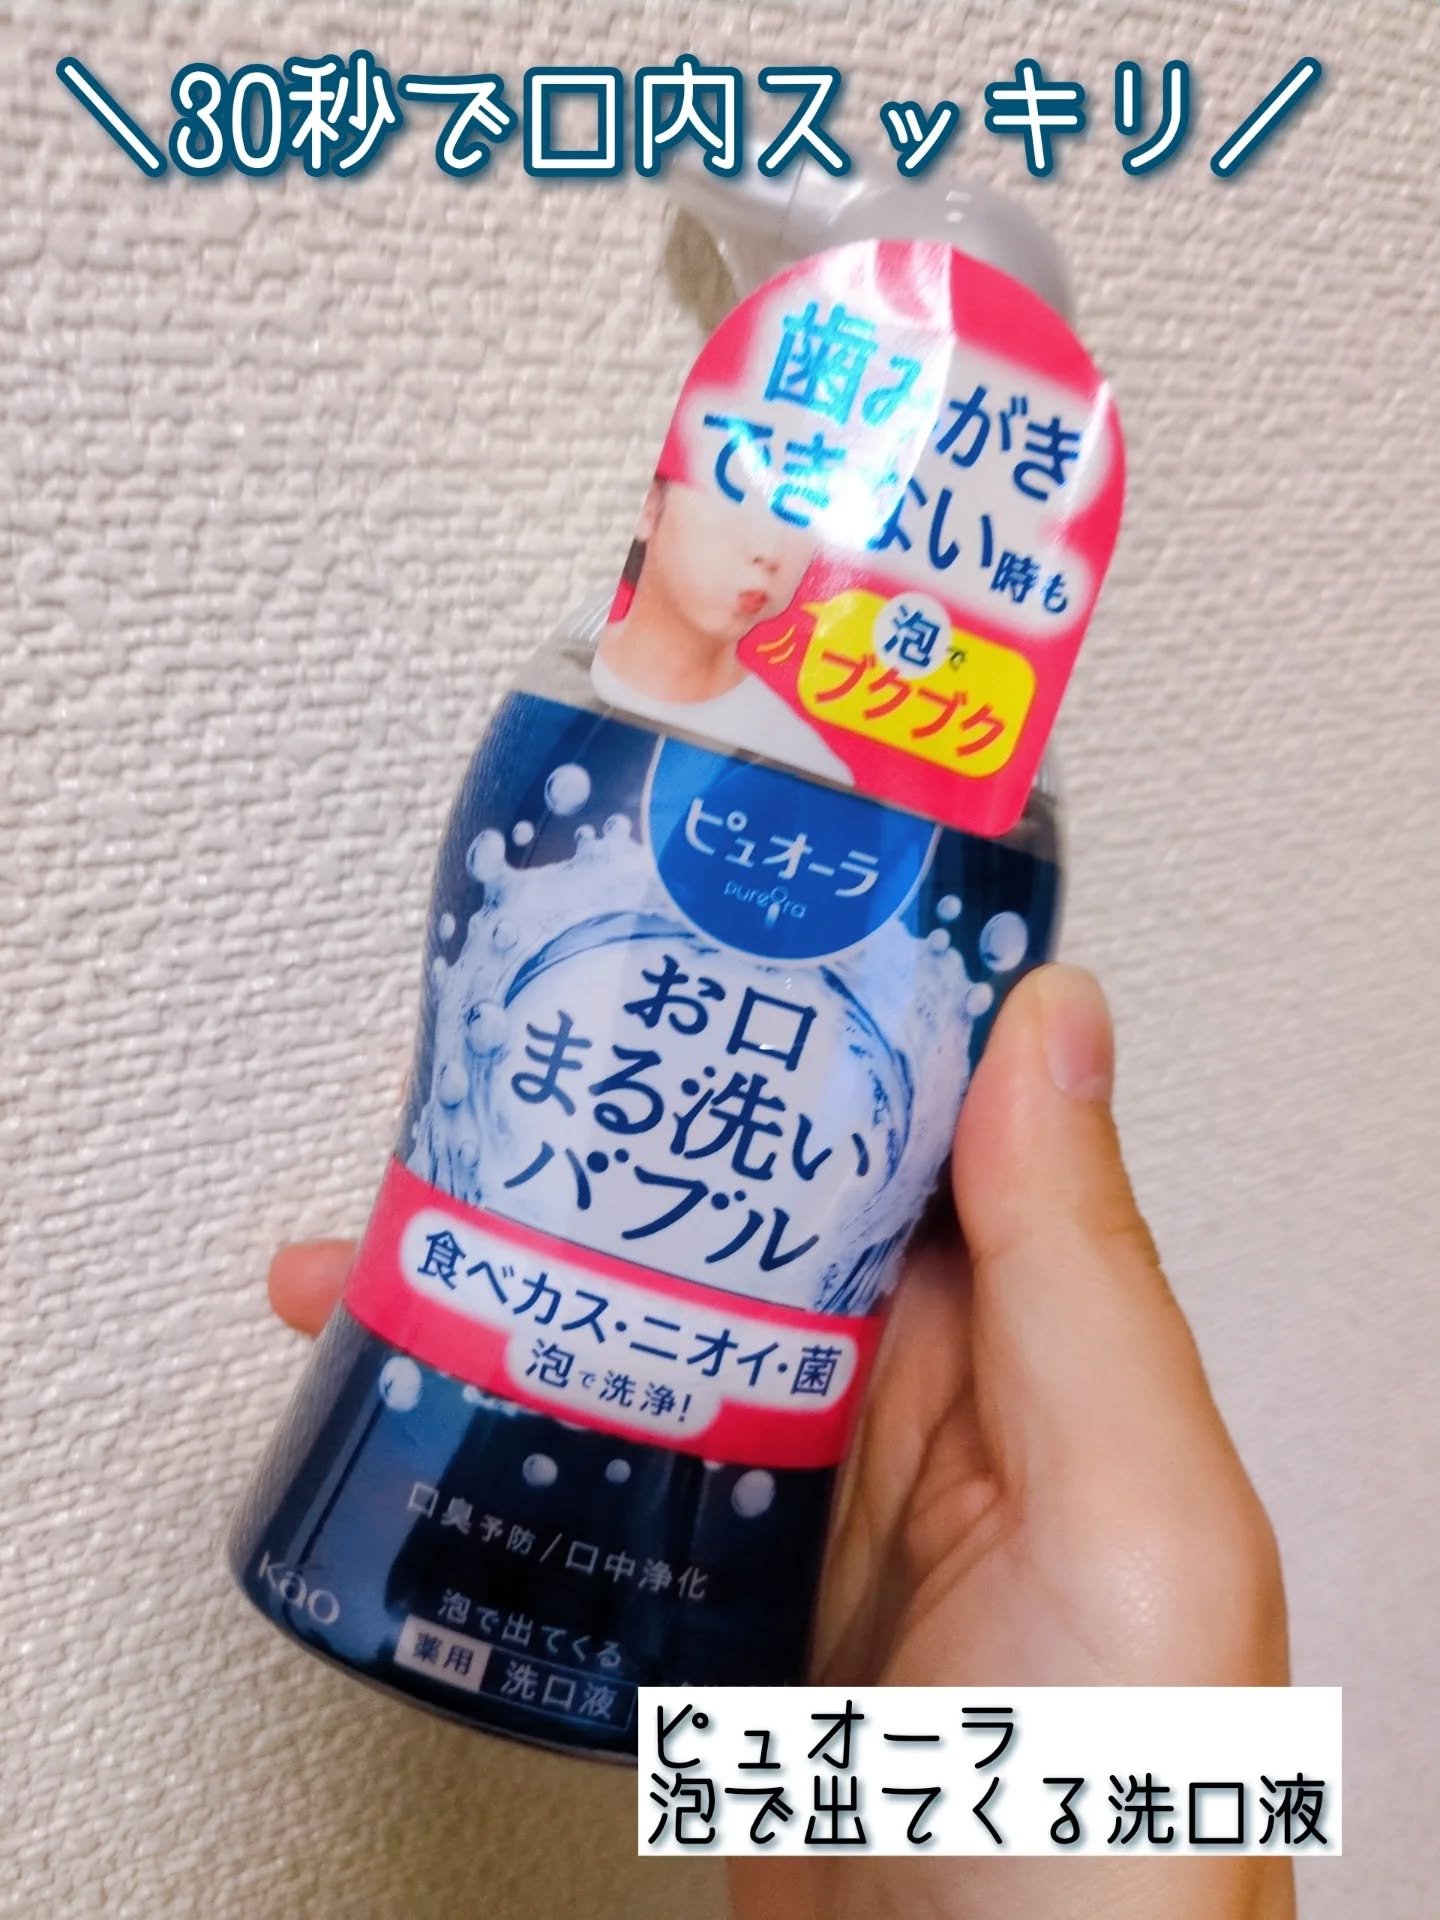 ＼30秒で口内スッキリ／
歯みがき
できない時も
泡で
ブクブク
ピュオーラ
pureora
お口
まる洗い
バブル
食べカス・ニオイ・菌
泡で洗浄!
口臭予防/口中浄化
Kao
泡で出てくる
薬用 洗口液
ピュオーラ
泡で出てくる洗口液